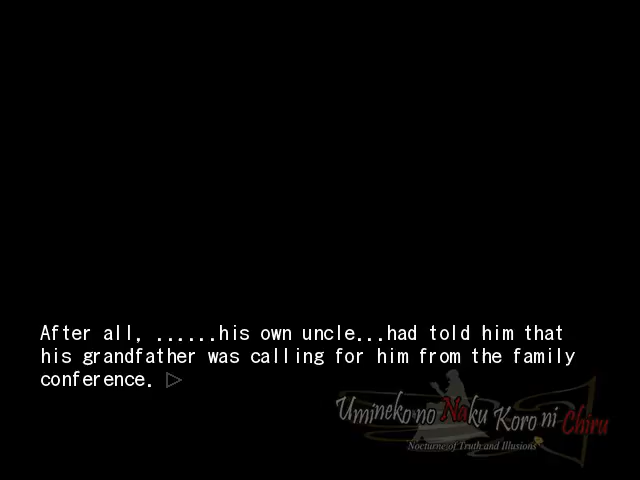 After all, ......his own uncle...had told him that
his grandfather was calling for him from the family
conference. ▷
Umineko no Naku Koro ni Chiru
Nocturne of Truth and Illusions